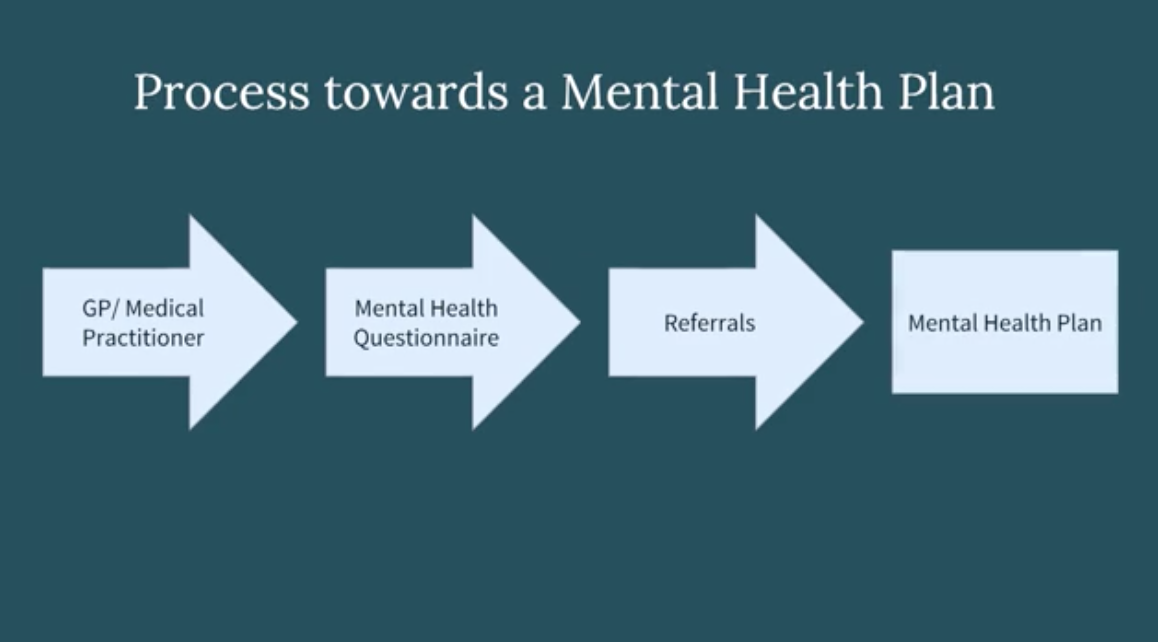 Process towards a Mental Health Plan
GP/ Medical
Practitioner
Mental Health
Questionnaire
Referrals
Mental Health Plan